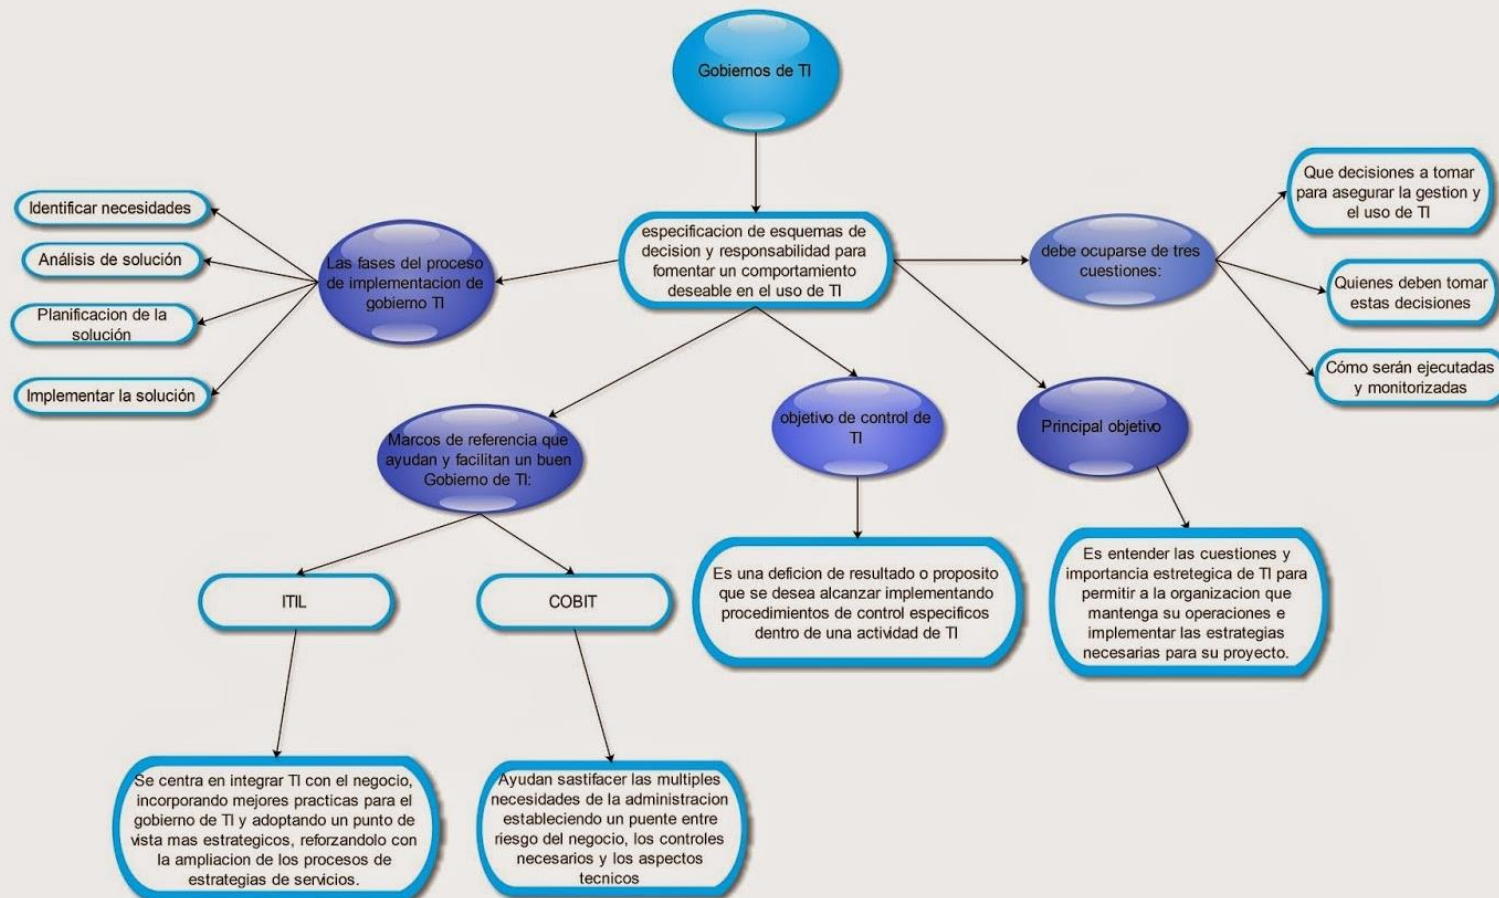 Gobiernos de TI
especificacion de esquemas de
decision y responsabilidad para
fomentar un comportamiento
deseable en el uso de TI
Las fases del proceso
de implementacion de
gobierno TI
Identificar necesidades
Análisis de solución
Planificacion de la
solución
Implementar la solución
debe ocuparse de tres
cuestiones:
Que decisiones a tomar
para asegurar la gestion y
el uso de TI
Quienes deben tomar
estas decisiones
Cómo serán ejecutadas
y monitorizadas
Marcos de referencia que
ayudan y facilitan un buen
Gobierno de TI:
ITIL
Se centra en integrar TI con el negocio,
incorporando mejores practicas para el
gobierno de TI y adoptando un punto de
vista mas estrategicos, reforzandolo con
la ampliacion de los procesos de
estrategias de servicios.
COBIT
Ayudan sastifacer las multiples
necesidades de la administracion
estableciendo un puente entre
riesgo del negocio, los controles
necesarios y los aspectos
tecnicos
objetivo de control de
TI
Es una deficion de resultado o proposito
que se desea alcanzar implementando
procedimientos de control especificos
dentro de una actividad de TI
Principal objetivo
Es entender las cuestiones y
importancia estretegica de TI para
permitir a la organizacion que
mantenga su operaciones e
implementar las estrategias
necesarias para su proyecto.